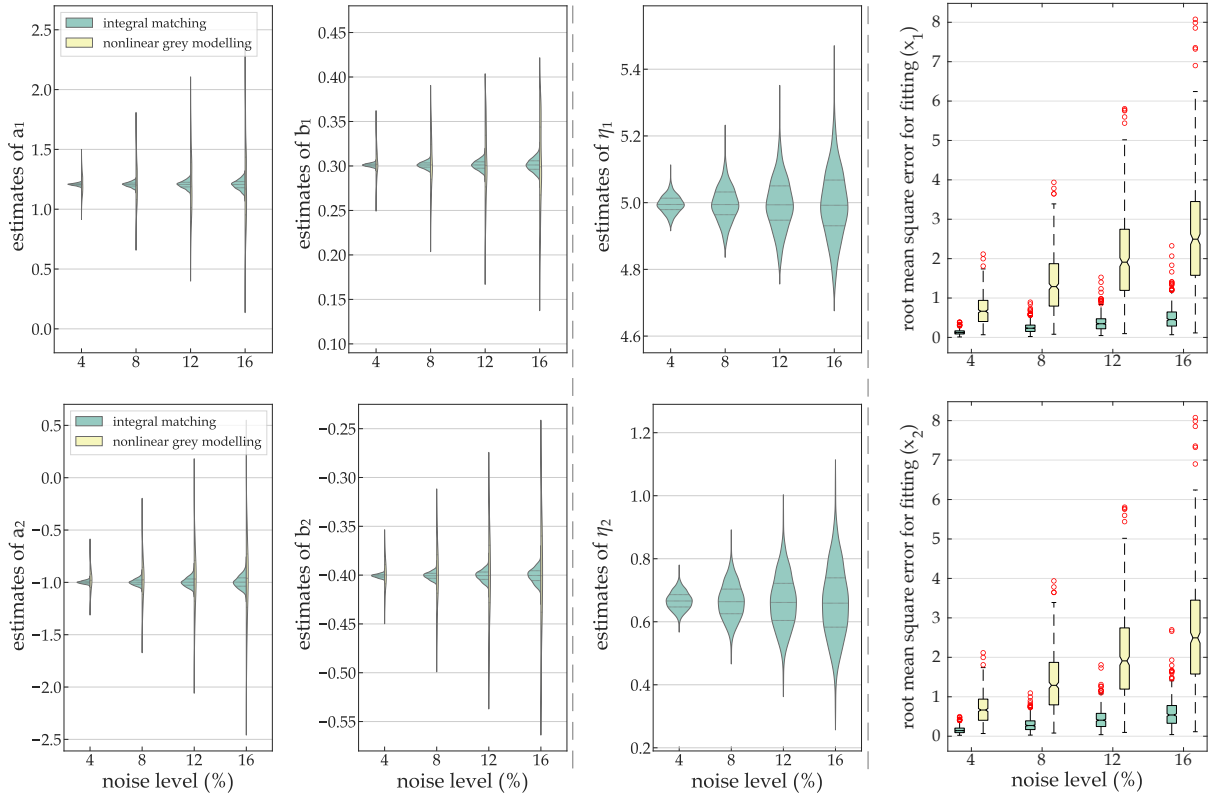 estimates of a₁
2.5
2.0
1.5
1.0
0.5
0.0
integral matching
nonlinear grey modelling
4 8 12 16
estimates of b₁
0.45
0.40
0.35
0.30
0.25
0.20
0.15
0.10
4 8 12 16
estimates of η₁
5.4
5.2
5.0
4.8
4.6
4 8 12 16
root mean square error for fitting (x₁)
8
7
6
5
4
3
2
1
0
4 8 12 16
estimates of a₂
0.5
0.0
−0.5
−1.0
−1.5
−2.0
−2.5
integral matching
nonlinear grey modelling
4 8 12 16
noise level (%)
estimates of b₂
−0.25
−0.30
−0.35
−0.40
−0.45
−0.50
−0.55
4 8 12 16
noise level (%)
estimates of η₂
1.2
1.0
0.8
0.6
0.4
0.2
4 8 12 16
noise level (%)
root mean square error for fitting (x₂)
8
7
6
5
4
3
2
1
0
4 8 12 16
noise level (%)